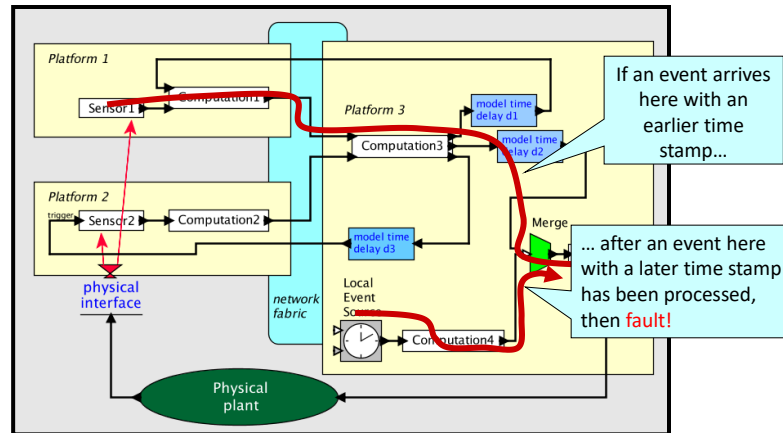 Platform 1
Sensor1
Computation1
Platform 2
trigger
Sensor2
Computation2
physical
interface
network
fabric
Platform 3
model time
delay d1
model time
delay d2
Computation3
model time
delay d3
Merge
Local
Event
Source
Computation4
Physical
plant
If an event arrives
here with an
earlier time
stamp…
… after an event here
with a later time stamp
has been processed,
then fault!